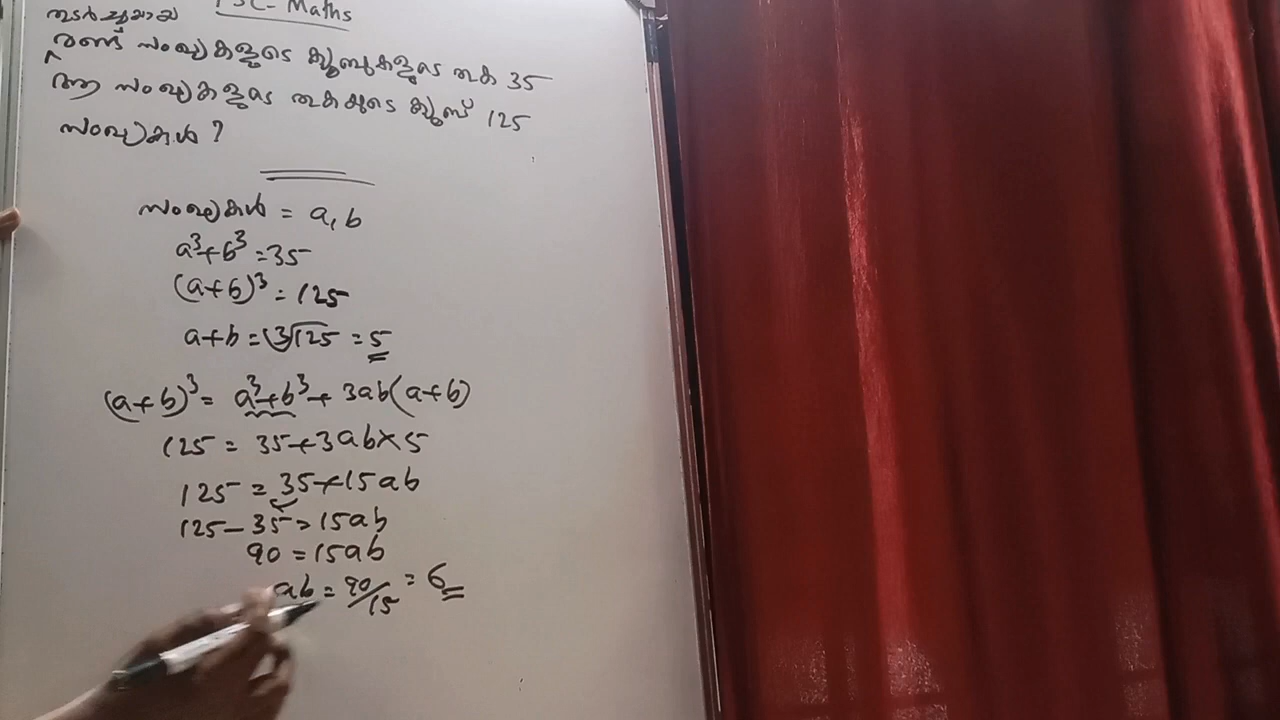 തുടർച്ചയായ PSC - Maths
രണ്ട് സംഖ്യകളുടെ ക്യൂബുകളുടെ തുക 35
ആ സംഖ്യകളുടെ തുകയുടെ ക്യൂബ് 125
സംഖ്യകൾ ?
സംഖ്യകൾ = a, b
a³+b³ = 35
(a+b)³ = 125
a+b = ∛125 = 5
(a+b)³ = a³+b³ + 3ab(a+b)
125 = 35+3ab×5
125 = 35+15ab
125-35 = 15ab
90 = 15ab
ab = 90/15 = 6